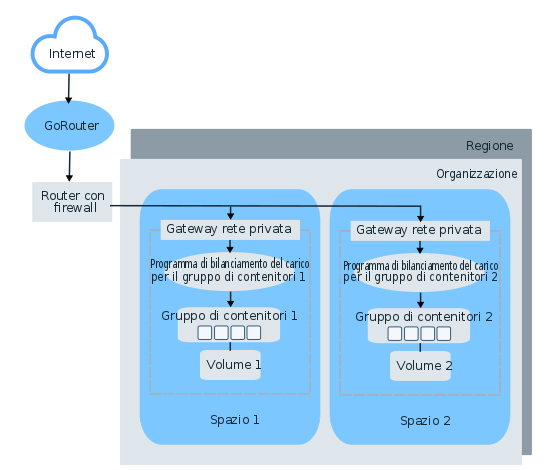 Internet
GoRouter
Regione
Organizzazione
Router con
firewall
Gateway rete privata
Programma di bilanciamento del carico
per il gruppo di contenitori 1
Gruppo di contenitori 1
Volume 1
Spazio 1
Gateway rete privata
Programma di bilanciamento del carico
per il gruppo di contenitori 2
Gruppo di contenitori 2
Volume 2
Spazio 2